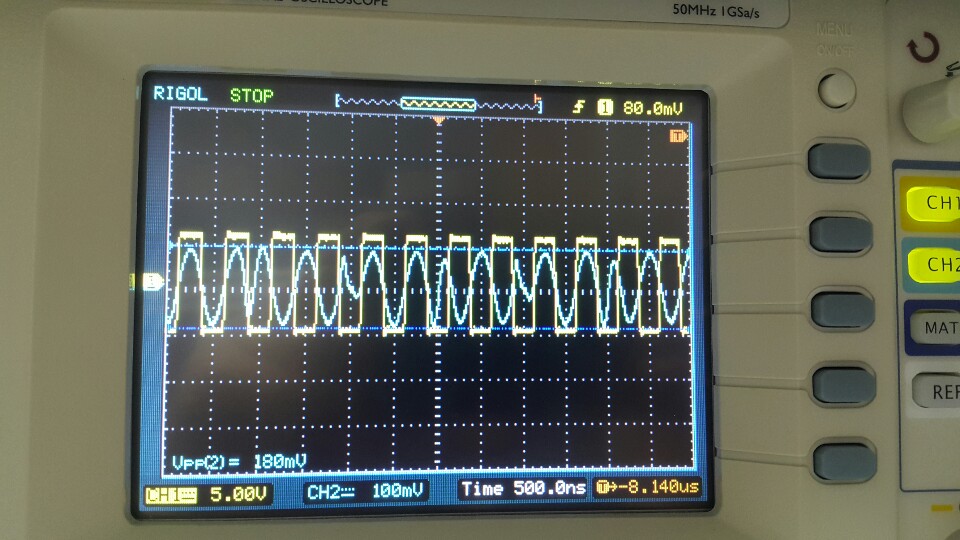 OSCILLOSCOPE
50MHz 1GSa/s
MENU
ON/OFF
RIGOL STOP
1 80.0mV
T
1
CH1
CH2
MAT
REF
Vpp(2)= 180mV
CH1 5.00V CH2 100mV Time 500.0ns T→-8.140us